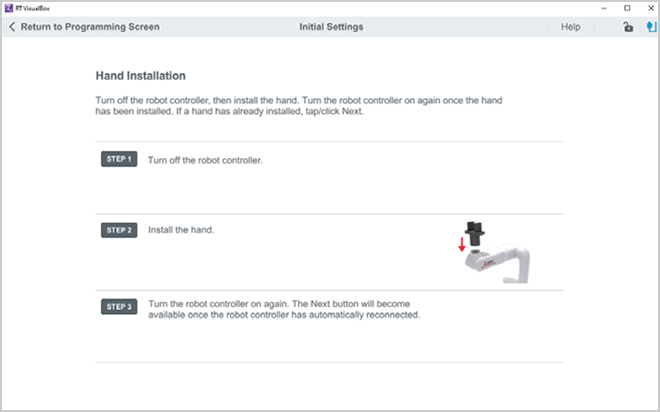 RT VisualBox
Return to Programming Screen
Initial Settings
Help
Hand Installation
Turn off the robot controller, then install the hand. Turn the robot controller on again once the hand
has been installed. If a hand has already installed, tap/click Next.
STEP 1
Turn off the robot controller.
STEP 2
Install the hand.
STEP 3
Turn the robot controller on again. The Next button will become
available once the robot controller has automatically reconnected.